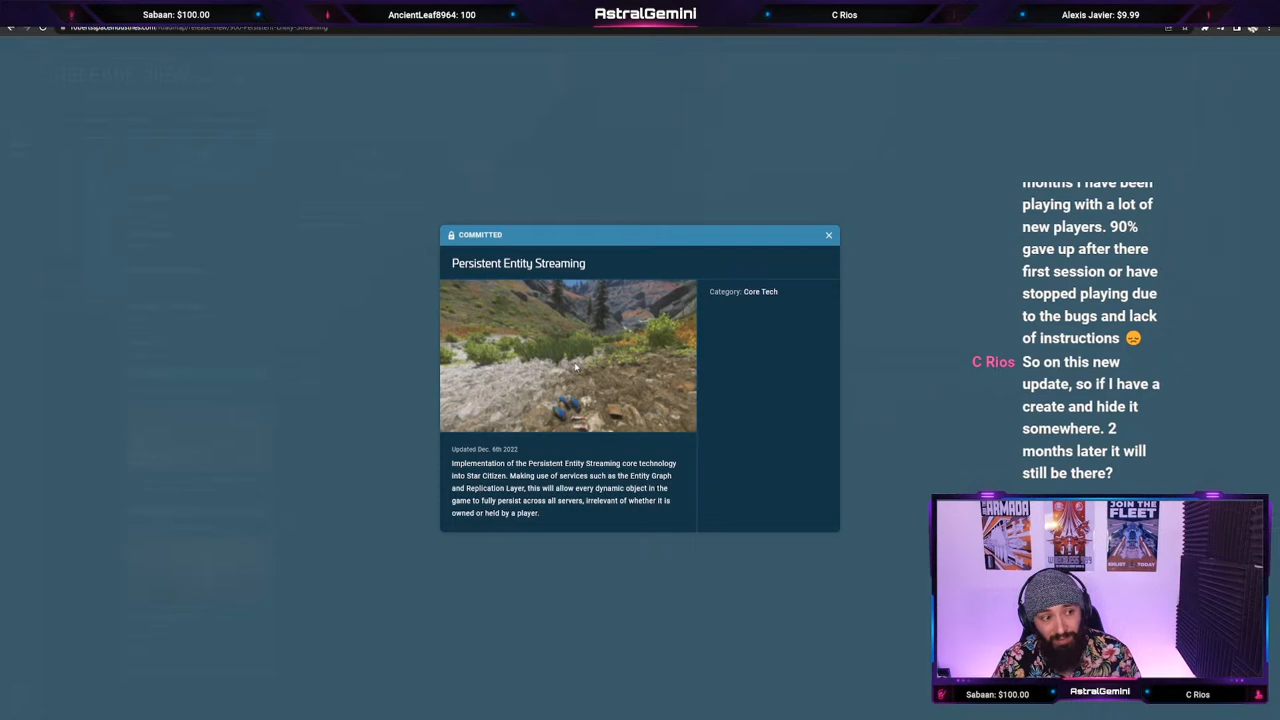 Sabaan: $100.00
AncientLeaf8964: 100
AstralGemini
C Rios
Alexis Javier: $9.99
COMMITTED
Persistent Entity Streaming
Category: Core Tech
Updated Dec. 6th 2022
Implementation of the Persistent Entity Streaming core technology
into Star Citizen. Making use of services such as the Entity Graph
and Replication Layer, this will allow every dynamic object in the
game to fully persist across all servers, irrelevant of whether it is
owned or held by a player.
months I have been
playing with a lot of
new players. 90%
gave up after there
first session or have
stopped playing due
to the bugs and lack
of instructions 😞
C Rios So on this new
update, so if I have a
create and hide it
somewhere. 2
months later it will
still be there?
ARMADA
JOIN THE
FLEET
ENLIST TODAY
Sabaan: $100.00
AstralGemini
C Rios